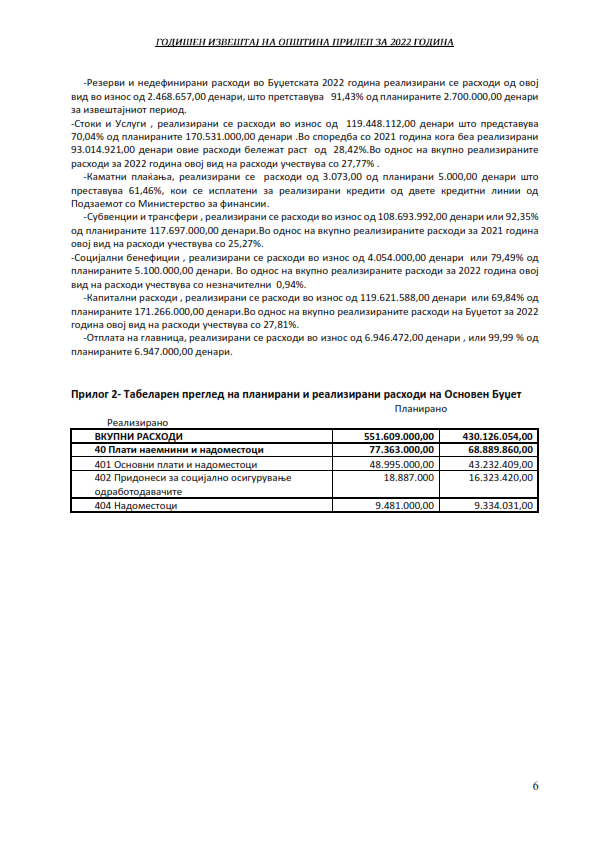 ГОДИШЕН ИЗВЕШТАЈ НА ОПШТИНА ПРИЛЕП ЗА 2022 ГОДИНА
-Резерви и недефинирани расходи во Буџетската 2022 година реализирани се расходи од овој
вид во износ од 2.468.657,00 денари, што претставува 91,43% од планираните 2.700.000,00 денари
за извештајниот период.
-Стоки и Услуги , реализирани се расходи во износ од 119.448.112,00 денари што представува
70,04% од планираните 170.531.000,00 денари .Во споредба со 2021 година кога беа реализирани
93.014.921,00 денари овие расходи бележат раст од 28,42%.Во однос на вкупно реализираните
расходи за 2022 година овој вид на расходи учествува со 27,77% .
-Каматни плаќања, реализирани се расходи од 3.073,00 од планирани 5.000,00 денари што
преставува 61,46%, кои се исплатени за реализирани кредити од двете кредитни линии од
Подзаемот со Министерство за финансии.
-Субвенции и трансфери , реализирани се расходи во износ од 108.693.992,00 денари или 92,35%
од планираните 117.697.000,00 денари.Во однос на вкупно реализираните расходи за 2021 година
овој вид на расходи учествува со 25,27%.
-Социјални бенефиции , реализирани се расходи во износ од 4.054.000,00 денари или 79,49% од
планираните 5.100.000,00 денари. Во однос на вкупно реализираните расходи за 2022 година овој
вид на расходи учествува со незначителни 0,94%.
-Капитални расходи , реализирани се расходи во износ од 119.621.588,00 денари или 69,84% од
планираните 171.266.000,00 денари.Во однос на вкупно реализираните расходи на Буџетот за 2022
година овој вид на расходи учествува со 27,81%.
-Отплата на главница, реализирани се расходи во износ од 6.946.472,00 денари , или 99,99 % од
планираните 6.947.000,00 денари.
Прилог 2- Табеларен преглед на планирани и реализирани расходи на Основен Буџет
Планирано
Реализирано
ВКУПНИ РАСХОДИ 551.609.000,00 430.126.054,00
40 Плати наемнини и надоместоци 77.363.000,00 68.889.860,00
401 Основни плати и надоместоци 48.995.000,00 43.232.409,00
402 Придонеси за социјално осигурување 18.887.000 16.323.420,00
одработодавачите
404 Надоместоци 9.481.000,00 9.334.031,00
6